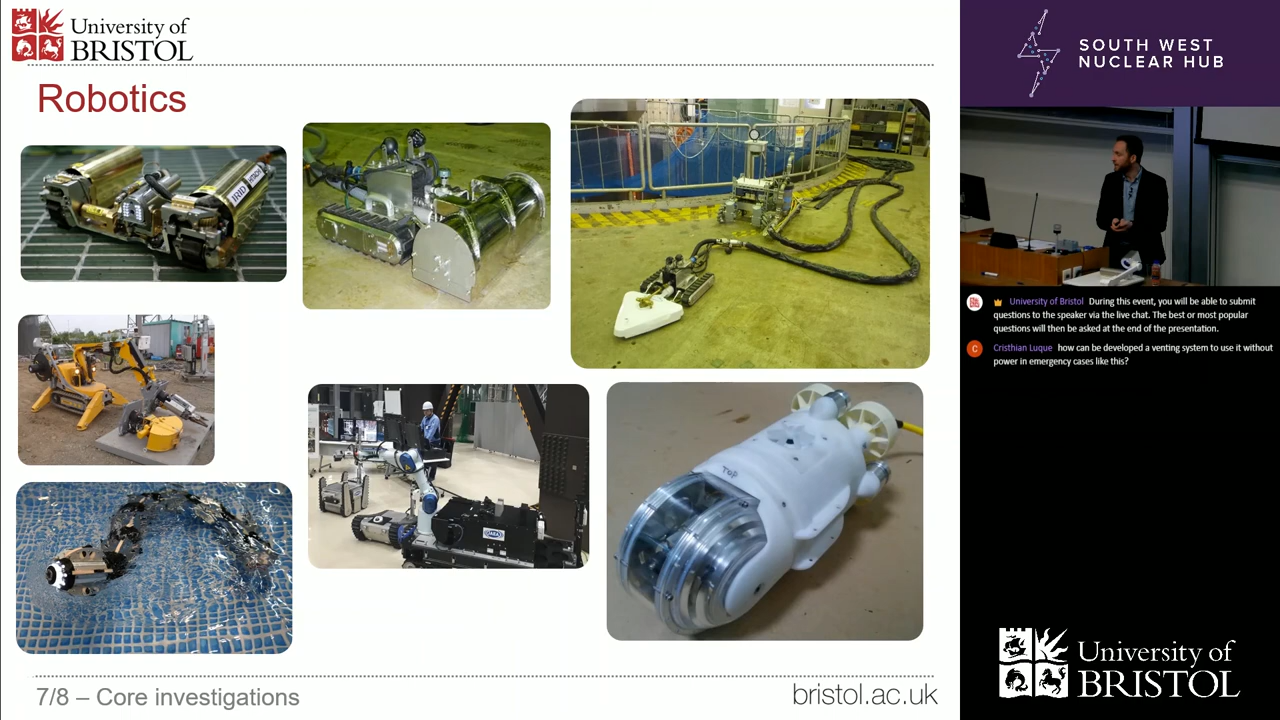 University of
BRISTOL
Robotics
IRID
TOP
7/8 – Core investigations
bristol.ac.uk
SOUTH WEST
NUCLEAR HUB
University of Bristol During this event, you will be able to submit
questions to the speaker via the live chat. The best or most popular
questions will then be asked at the end of the presentation.
C
Cristhian Luque how can be developed a venting system to use it without
power in emergency cases like this?
University of
BRISTOL